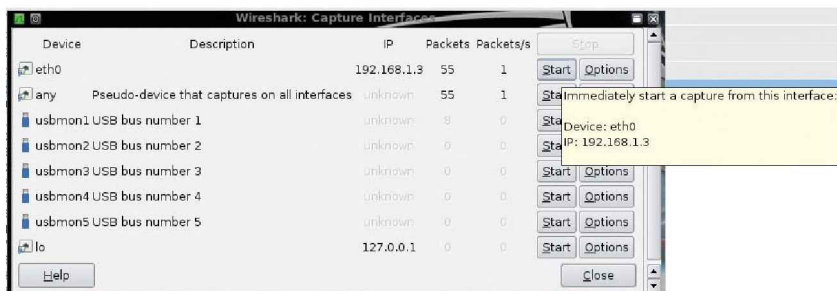 Wireshark: Capture Interfaces
Device Description IP Packets Packets/s Stop
eth0 192.168.1.3 55 1 Start Options
any Pseudo-device that captures on all interfaces unknown 55 1 Sta
usbmon1 USB bus number 1 unknown 8 0 Sta
usbmon2 USB bus number 2 unknown 0 0 Sta
usbmon3 USB bus number 3 unknown 0 0 Start Options
usbmon4 USB bus number 4 unknown 0 0 Start Options
usbmon5 USB bus number 5 unknown 0 0 Start Options
lo 127.0.0.1 0 0 Start Options
Help Close
Immediately start a capture from this interface:
Device: eth0
IP: 192.168.1.3